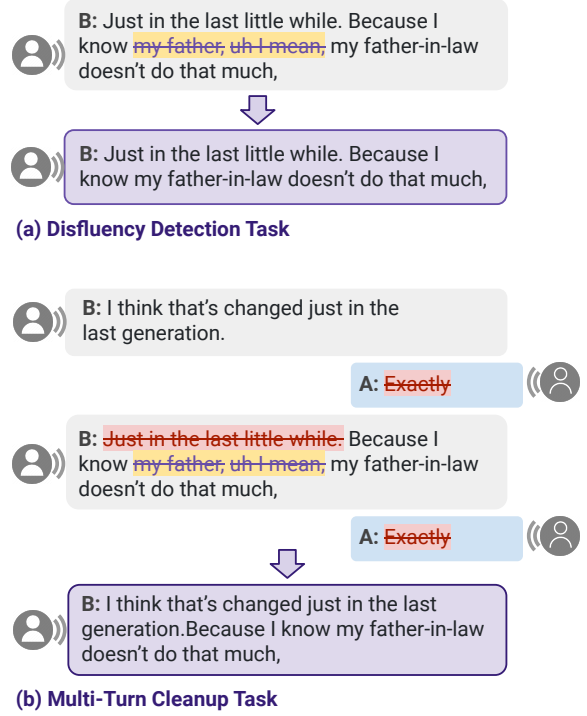 B: Just in the last little while. Because I
know my father, uh I mean, my father-in-law
doesn't do that much,
B: Just in the last little while. Because I
know my father-in-law doesn't do that much,
(a) Disfluency Detection Task
B: I think that's changed just in the
last generation.
A: Exactly
B: Just in the last little while. Because I
know my father, uh I mean, my father-in-law
doesn't do that much,
A: Exactly
B: I think that's changed just in the last
generation.Because I know my father-in-law
doesn't do that much,
(b) Multi-Turn Cleanup Task